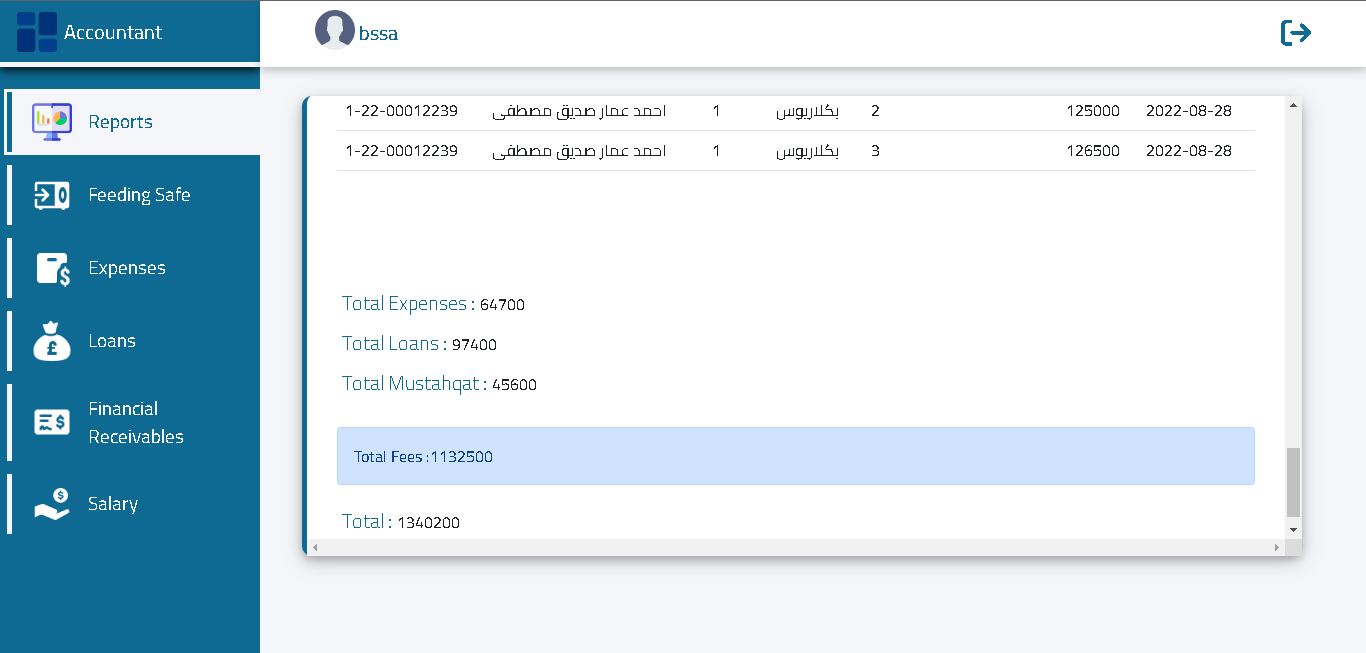 Accountant
bssa
Reports
Feeding Safe
Expenses
Loans
Financial
Receivables
Salary
1-22-00012239 احمد عمار صديق مصطفى 1 بكلاريوس 2 125000 2022-08-28
1-22-00012239 احمد عمار صديق مصطفى 1 بكلاريوس 3 126500 2022-08-28
Total Expenses : 64700
Total Loans : 97400
Total Mustahqat : 45600
Total Fees :1132500
Total : 1340200